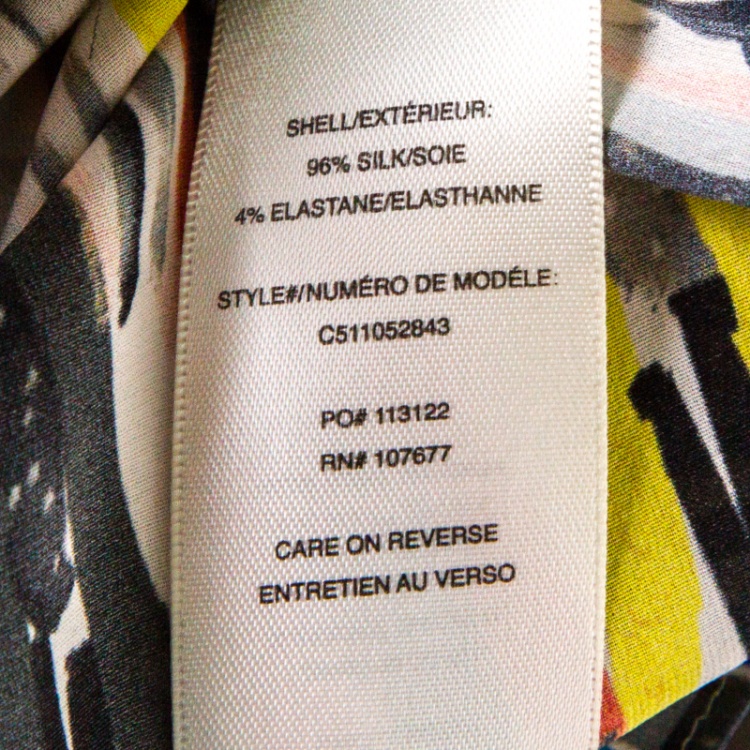 SHELL/EXTÉRIEUR:
96% SILK/SOIE
4% ELASTANE/ELASTHANNE
STYLE#/NUMÉRO DE MODÉLE:
C511052843
PO# 113122
RN# 107677
CARE ON REVERSE
ENTRETIEN AU VERSO